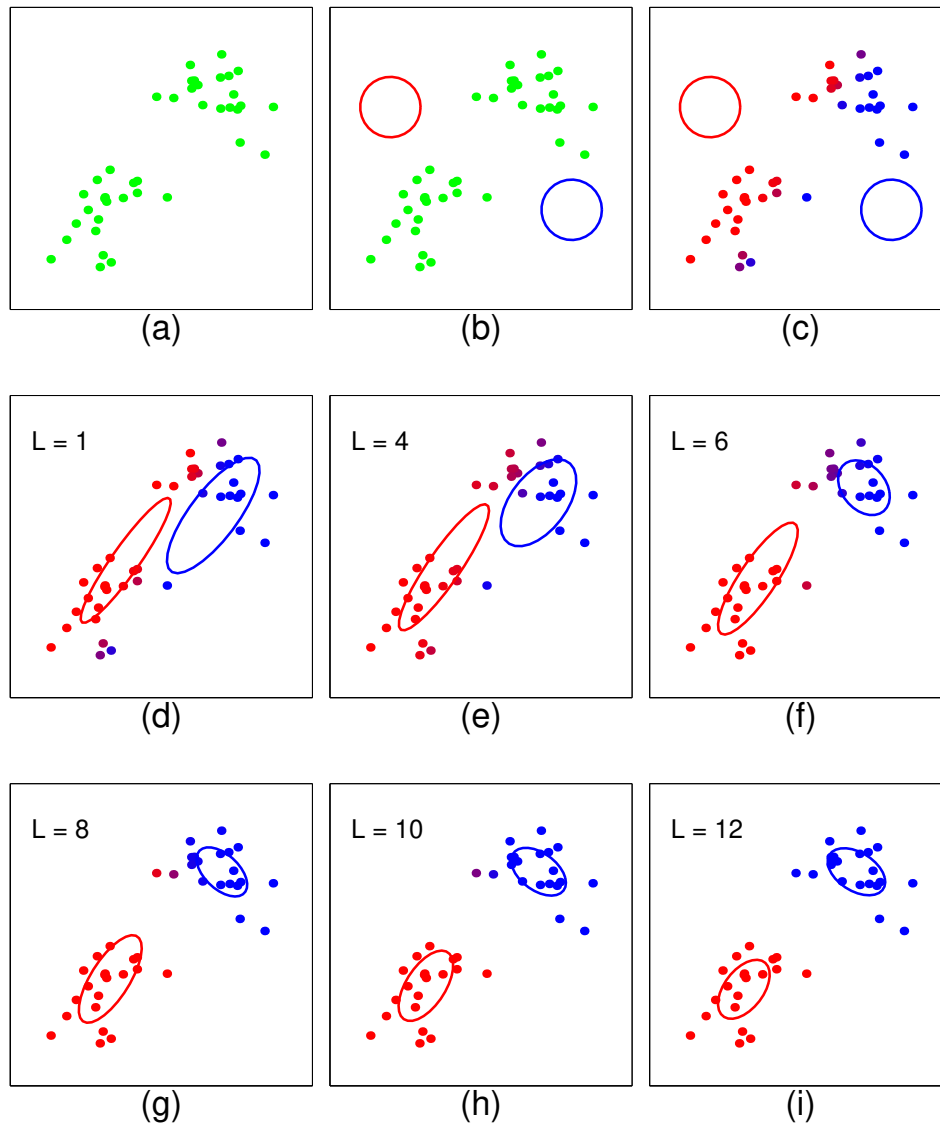 (a)
(b)
(c)
L = 1
L = 4
L = 6
(d)
(e)
(f)
L = 8
L = 10
L = 12
(g)
(h)
(i)